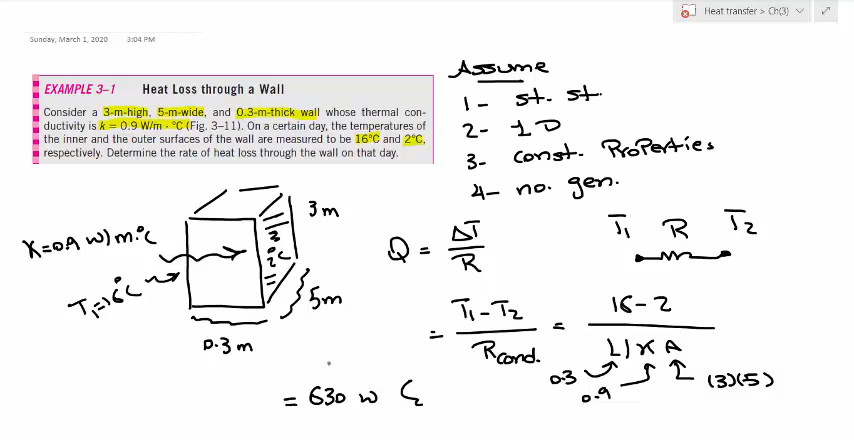 Heat transfer > Ch(3)
Sunday, March 1, 2020 3:04 PM
EXAMPLE 3–1 Heat Loss through a Wall
Consider a 3-m-high, 5-m-wide, and 0.3-m-thick wall whose thermal con-
ductivity is k = 0.9 W/m · °C (Fig. 3–11). On a certain day, the temperatures of
the inner and the outer surfaces of the wall are measured to be 16°C and 2°C,
respectively. Determine the rate of heat loss through the wall on that day.
Assume
1- st. st.
2- 1D
3- const. Properties
4- no. gen.
3m
K=0.9 W/m.°C
2°C
T1=16°C
5m
0.3 m
Q = ΔT / R
T1 R T2
= T1 - T2 / Rcond. = 16 - 2 / L/KA
0.3 0.9 (3)(5)
= 630 W